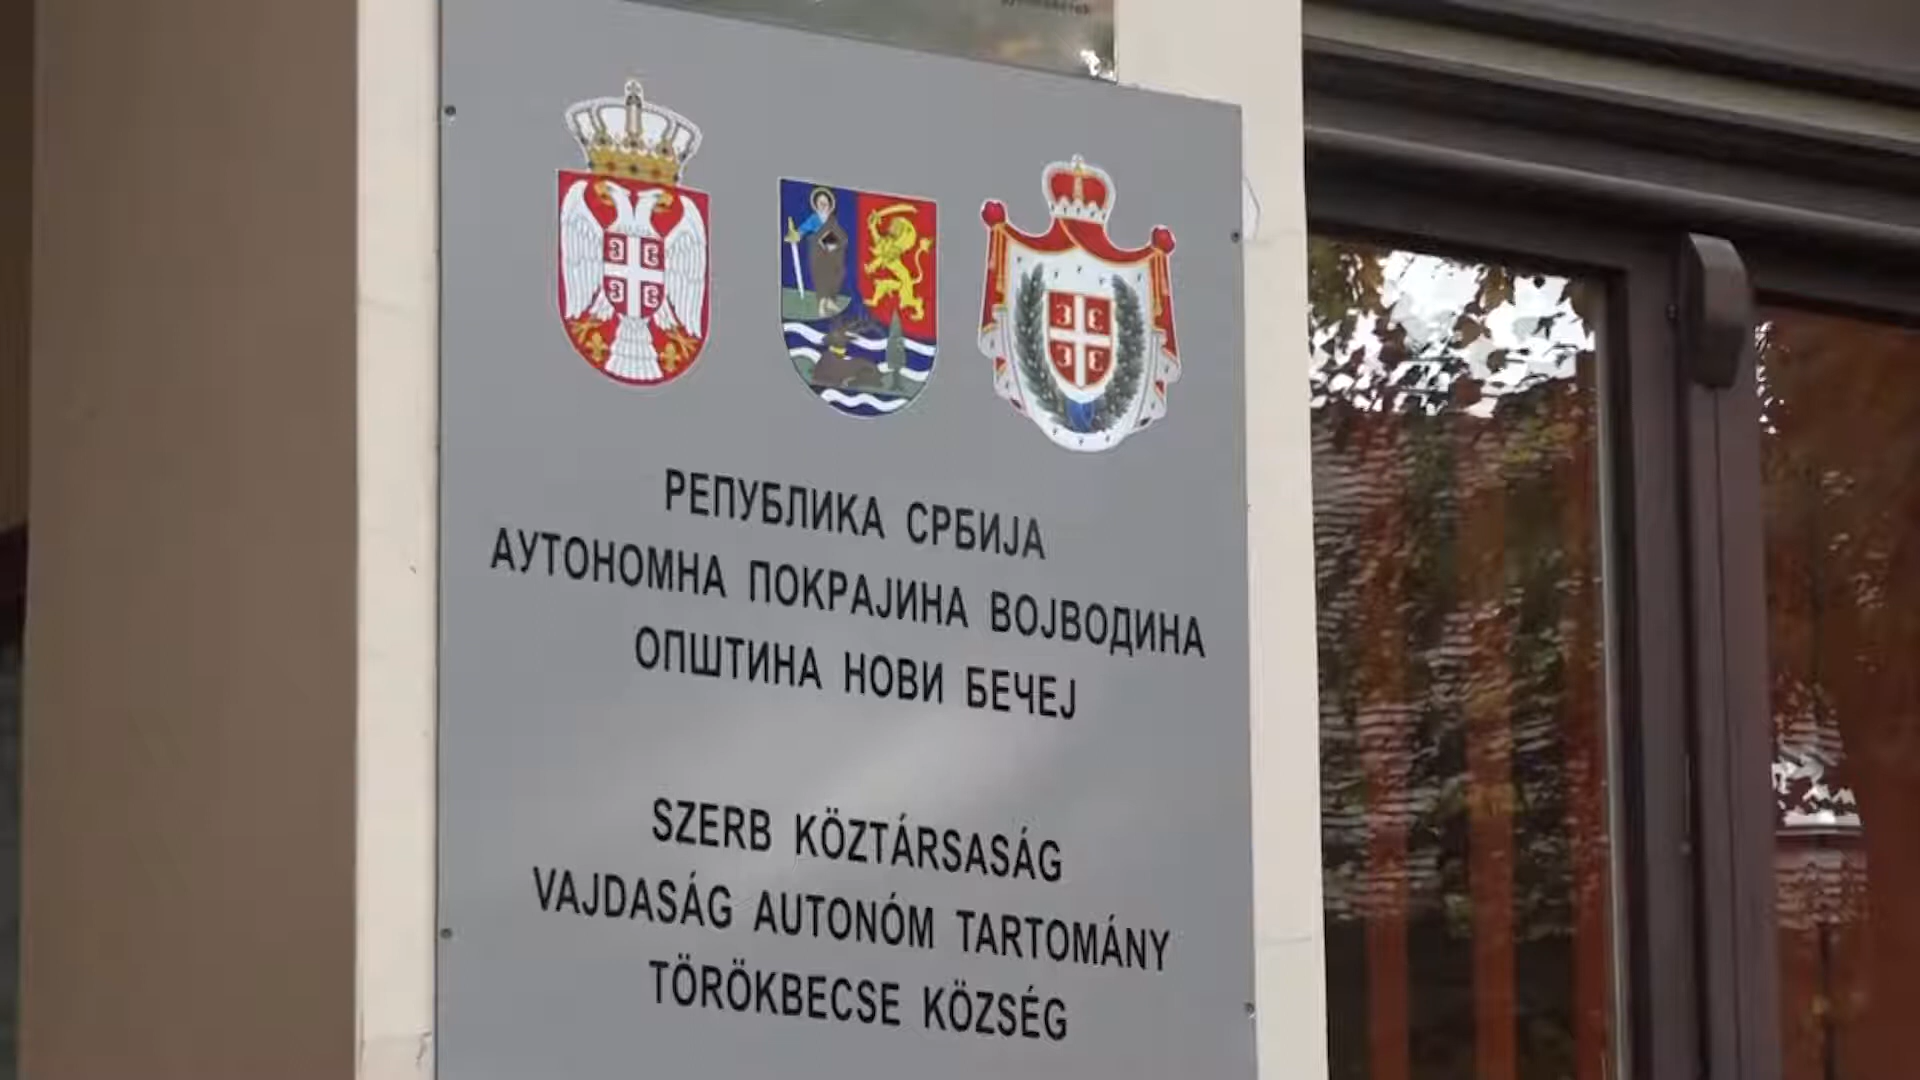 РЕПУБЛИКА СРБИЈА
АУТОНОМНА ПОКРАЈИНА ВОЈВОДИНА
ОПШТИНА НОВИ БЕЧЕЈ
SZERB KÖZTÁRSASÁG
VAJDASÁG AUTONÓM TARTOMÁNY
TÖRÖKBECSE KÖZSÉG